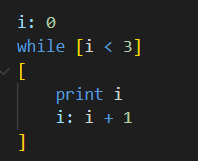 i: 0
while [i < 3]
[
    print i
    i: i + 1
]